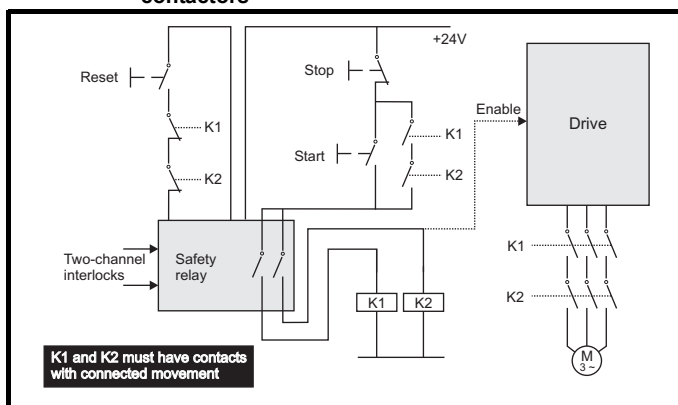 contactors
+24V
Reset
Stop
K1
K2
Start
K1
K2
Enable
Drive
Two-channel
interlocks
Safety
relay
K1
K2
K1
K2
M
3 ~
K1 and K2 must have contacts
with connected movement